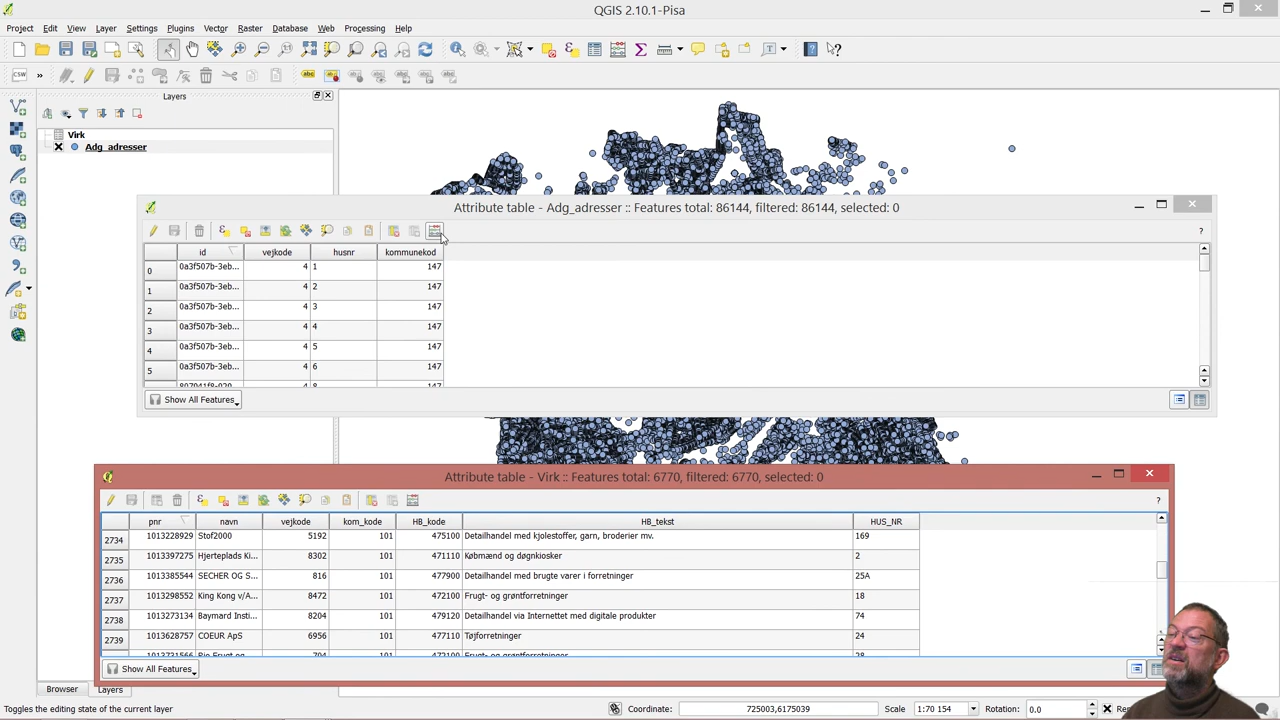 QGIS 2.10.1-Pisa
Project Edit View Layer Settings Plugins Vector Raster Database Web Processing Help
CSW
Layers
Virk
Adg_adresser
Attribute table - Adg_adresser :: Features total: 86144, filtered: 86144, selected: 0
?
id vejkode husnr kommunekod
0 0a3f507b-3eb... 4 1 147
1 0a3f507b-3eb... 4 2 147
2 0a3f507b-3eb... 4 3 147
3 0a3f507b-3eb... 4 4 147
4 0a3f507b-3eb... 4 5 147
5 0a3f507b-3eb... 4 6 147
Show All Features
Attribute table - Virk :: Features total: 6770, filtered: 6770, selected: 0
?
pnr navn vejkode kom_kode HB_kode HB_tekst HUS_NR
2734 1013228929 Stof2000 5192 101 475100 Detailhandel med kjolestoffer, garn, broderier mv. 169
2735 1013397275 Hjerteplads Ki... 8302 101 471110 Købmænd og døgnkiosker 2
2736 1013385544 SECHER OG S... 816 101 477900 Detailhandel med brugte varer i forretninger 25A
2737 1013298552 King Kong v/A... 8472 101 472100 Frugt- og grøntforretninger 18
2738 1013273134 Baymard Insti... 8204 101 479120 Detailhandel via Internettet med digitale produkter 74
2739 1013628757 COEUR ApS 6956 101 477110 Tøjforretninger 24
Show All Features
Browser Layers
Toggles the editing state of the current layer Coordinate: 725003,6175039 Scale 1:70 154 Rotation: 0.0